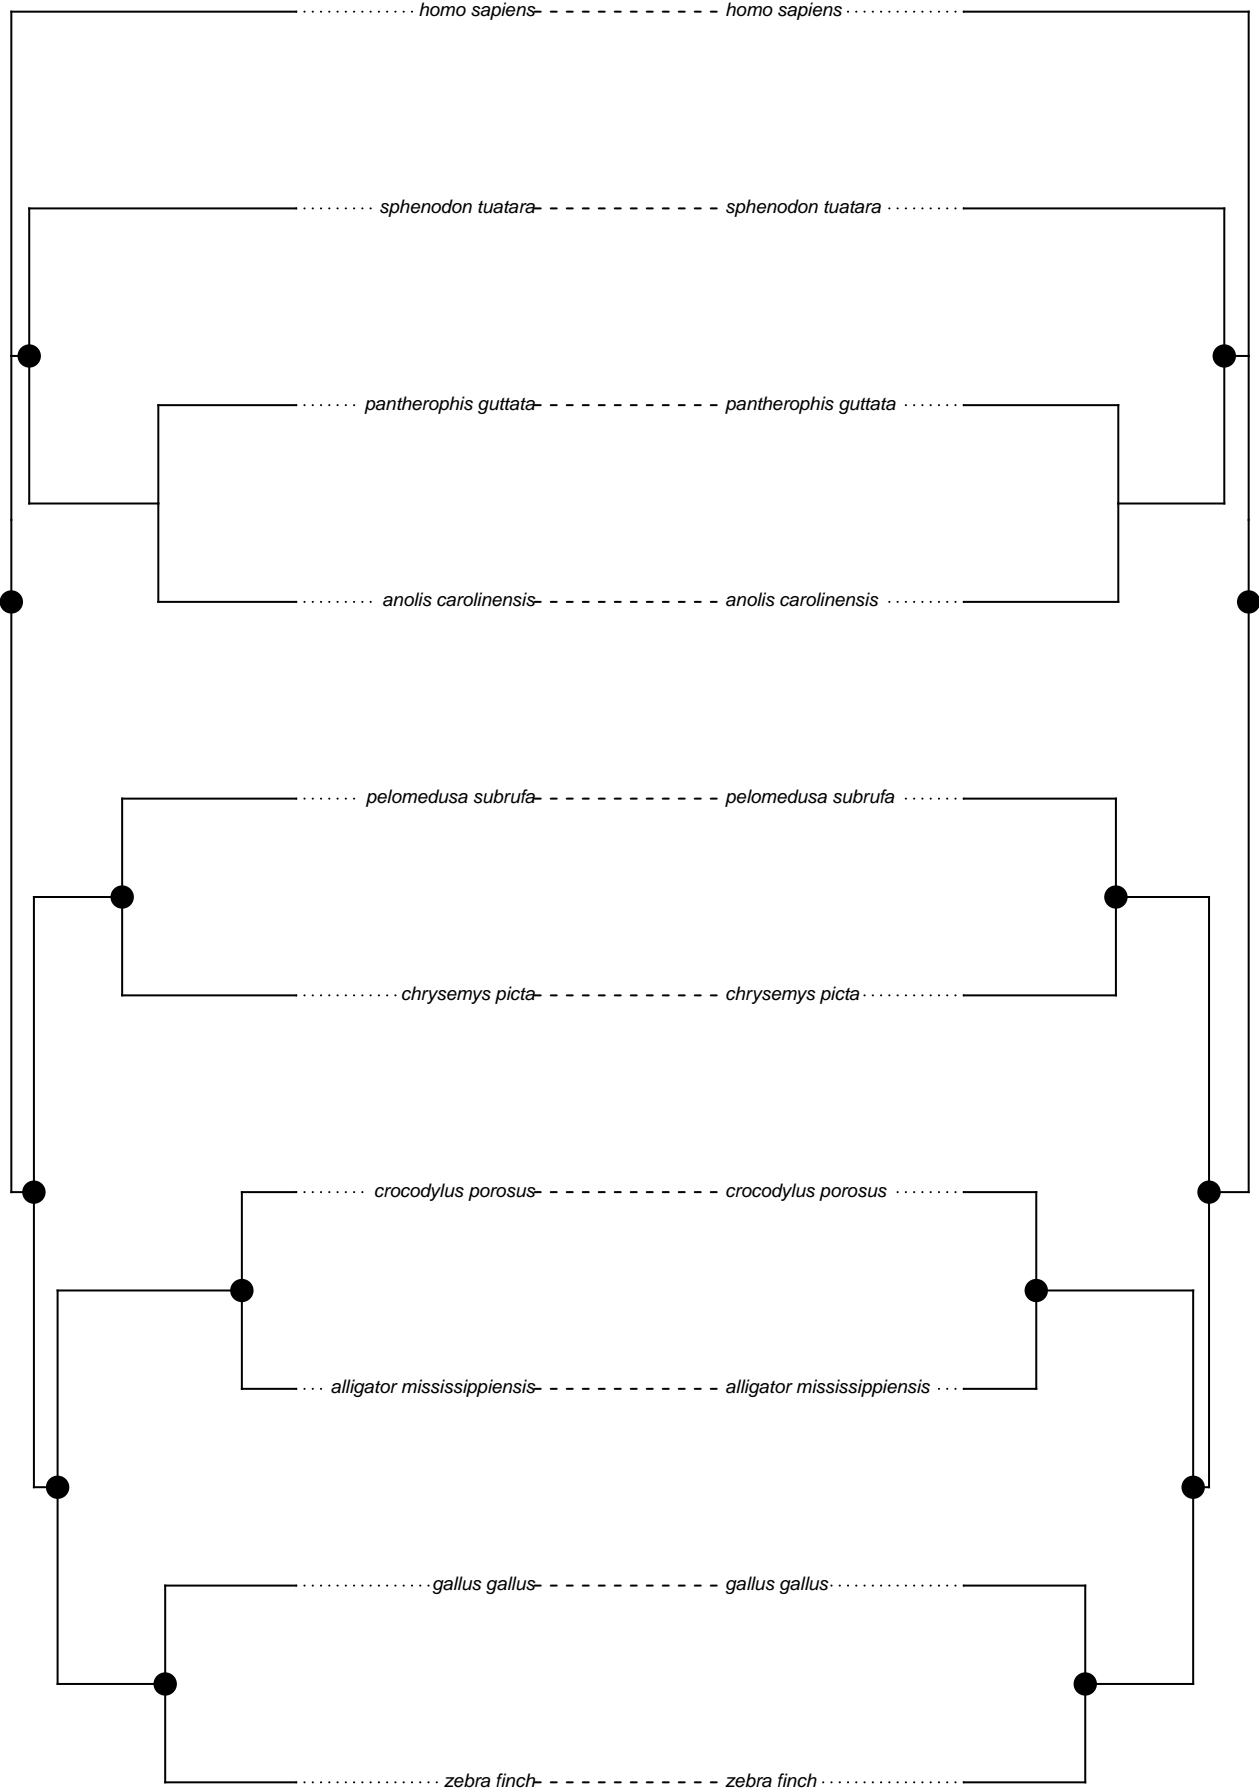 homo sapiens homo sapiens
sphenodon tuatara sphenodon tuatara
pantherophis guttata pantherophis guttata
anolis carolinensis anolis carolinensis
pelomedusa subrufa pelomedusa subrufa
chrysemys picta chrysemys picta
crocodylus porosus crocodylus porosus
alligator mississippiensis alligator mississippiensis
gallus gallus gallus gallus
zebra finch zebra finch